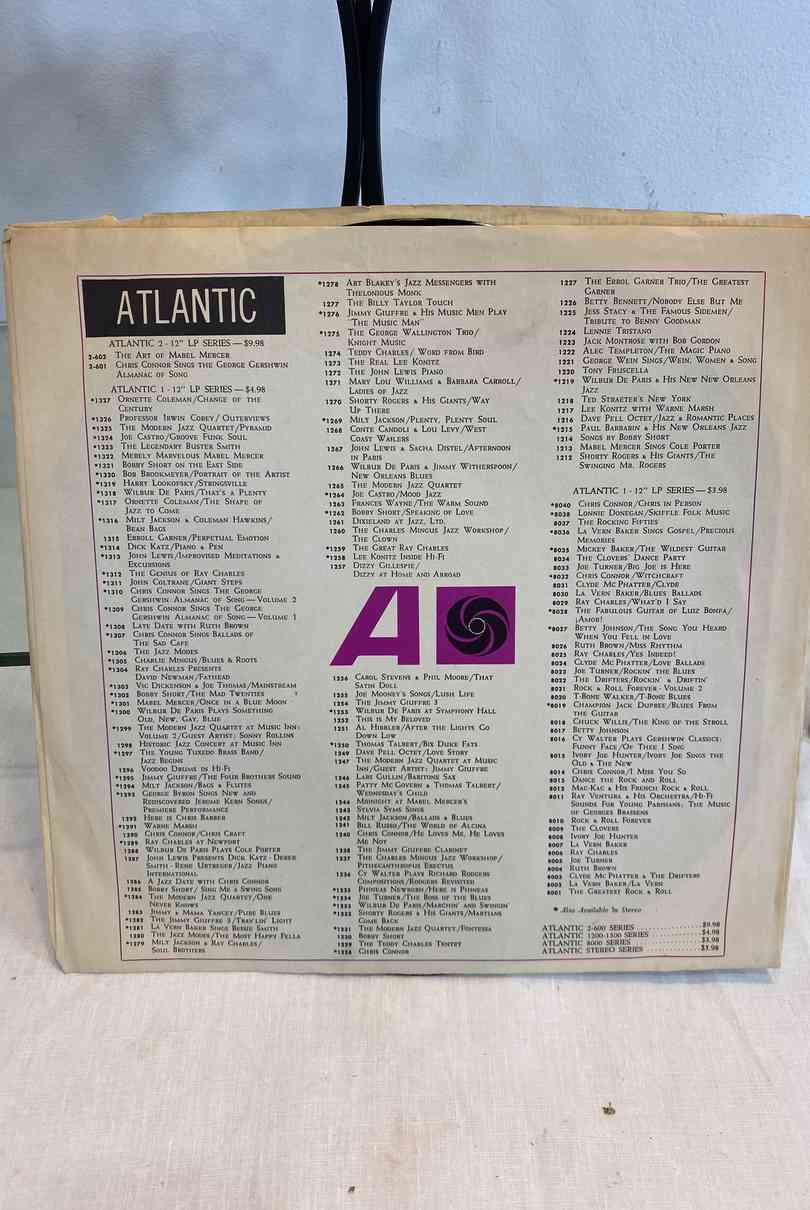 ATLANTIC
ATLANTIC 2 - 12" LP SERIES — $9.98
2-602 The Art of Mabel Mercer
2-601 Chris Connor Sings the George Gershwin
Almanac of Song
ATLANTIC 1 - 12" LP SERIES — $4.98
*1327 Ornette Coleman/Change of the
Century
*1326 Professor Irwin Corey/Outerviews
*1325 The Modern Jazz Quartet/Pyramid
*1324 Joe Castro/Groove Funk Soul
*1323 The Legendary Buster Smith
*1322 Merely Marvelous Mabel Mercer
*1321 Bobby Short on the East Side
*1320 Bob Brookmeyer/Portrait of the Artist
*1319 Harry Lookofsky/Stringsville
*1318 Wilbur De Paris/That's a Plenty
*1317 Ornette Coleman/The Shape of
Jazz to Come
*1316 Milt Jackson & Coleman Hawkins/
Bean Bags
1315 Erroll Garner/Perpetual Emotion
*1314 Dick Katz/Piano & Pen
*1313 John Lewis/Improvised Meditations &
Excursions
*1312 The Genius of Ray Charles
*1311 John Coltrane/Giant Steps
*1310 Chris Connor Sings The George
Gershwin Almanac of Song — Volume 2
*1309 Chris Connor Sings The George
Gershwin Almanac of Song — Volume 1
*1308 Late Date with Ruth Brown
*1307 Chris Connor Sings Ballads of
The Sad Cafe
*1306 The Jazz Modes
*1305 Charlie Mingus/Blues & Roots
*1304 Ray Charles Presents
David Newman/Fathead
*1303 Vic Dickenson & Joe Thomas/Mainstream
*1302 Bobby Short/The Mad Twenties
*1301 Mabel Mercer/Once in a Blue Moon
*1300 Wilbur De Paris Plays Something
Old, New, Gay, Blue
*1299 The Modern Jazz Quartet at Music Inn:
Volume 2/Guest Artist: Sonny Rollins
1298 Historic Jazz Concert at Music Inn
*1297 The Young Tuxedo Brass Band/
Jazz Begins
1296 Voodoo Drums in Hi-Fi
*1295 Jimmy Giuffre/The Four Brothers Sound
*1294 Milt Jackson/Bags & Flutes
*1293 George Byron Sings New and
Rediscovered Jerome Kern Songs/
Premiere Performance
1292 Here is Chris Barber
*1291 Warne Marsh
1290 Chris Connor/Chris Craft
*1289 Ray Charles at Newport
1288 Wilbur De Paris Plays Cole Porter
1287 John Lewis Presents Dick Katz - Derek
Smith - Rene Urtreger/Jazz Piano
International
1286 A Jazz Date with Chris Connor
1285 Bobby Short/Sing Me a Swing Song
*1284 The Modern Jazz Quartet/One
Never Knows
1283 Jimmy & Mama Yancey/Pure Blues
*1282 The Jimmy Giuffre 3/Trav'lin' Light
*1281 La Vern Baker Sings Bessie Smith
1280 The Jazz Modes/The Most Happy Fella
*1279 Milt Jackson & Ray Charles/
Soul Brothers
*1278 Art Blakey's Jazz Messengers with
Thelonious Monk
1277 The Billy Taylor Touch
*1276 Jimmy Giuffre & His Music Men Play
"The Music Man"
*1275 The George Wallington Trio/
Knight Music
1274 Teddy Charles/Word from Bird
1273 The Real Lee Konitz
1272 The John Lewis Piano
1271 Mary Lou Williams & Barbara Carroll/
Ladies of Jazz
1270 Shorty Rogers & His Giants/Way
Up There
*1269 Milt Jackson/Plenty, Plenty Soul
1268 Conte Candoli & Lou Levy/West
Coast Wailers
1267 John Lewis & Sacha Distel/Afternoon
in Paris
1266 Wilbur De Paris & Jimmy Witherspoon/
New Orleans Blues
1265 The Modern Jazz Quartet
*1264 Joe Castro/Mood Jazz
1263 Frances Wayne/The Warm Sound
*1262 Bobby Short/Speaking of Love
1261 Dixieland at Jazz, Ltd.
1260 The Charles Mingus Jazz Workshop/
The Clown
*1259 The Great Ray Charles
*1258 Lee Konitz Inside Hi-Fi
1257 Dizzy Gillespie/
Dizzy at Home and Abroad
A
1256 Carol Stevens & Phil Moore/That
Satin Doll
1255 Joe Mooney's Songs/Lush Life
1254 The Jimmy Giuffre 3
*1253 Wilbur De Paris at Symphony Hall
1252 This is My Beloved
1251 Al Hibbler/After the Lights Go
Down Low
*1250 Thomas Talbert/Bix Duke Fats
1249 Dave Pell Octet/Love Story
1247 The Modern Jazz Quartet at Music
Inn/Guest Artist: Jimmy Giuffre
1246 Lars Gullin/Baritone Sax
1245 Patty McGovern & Thomas Talbert/
Wednesday's Child
1244 Midnight at Mabel Mercer's
1243 Sylvia Syms Sings
1242 Milt Jackson/Ballads & Blues
1241 Bill Russo/The World of Alcina
1240 Chris Connor/He Loves Me, He Loves
Me Not
1238 The Jimmy Giuffre Clarinet
1237 The Charles Mingus Jazz Workshop/
Pithecanthropus Erectus
1236 Cy Walter Plays Richard Rodgers
Compositions/Rodgers Revisited
*1235 Phineas Newborn/Here is Phineas
*1234 Joe Turner/The Boss of the Blues
*1233 Wilbur De Paris/Marchin' and Swingin'
*1232 Shorty Rogers & His Giants/Martians
Come Back
*1231 The Modern Jazz Quartet/Fontessa
1230 Bobby Short
1229 The Teddy Charles Tentet
*1228 Chris Connor
1227 The Errol Garner Trio/The Greatest
Garner
1226 Betty Bennett/Nobody Else But Me
1225 Jess Stacy & The Famous Sidemen/
Tribute to Benny Goodman
1224 Lennie Tristano
1223 Jack Montrose with Bob Gordon
1222 Alec Templeton/The Magic Piano
1221 George Wein Sings/Wein, Women & Song
1220 Tony Fruscella
*1219 Wilbur De Paris & His New New Orleans
Jazz
1218 Ted Straeter's New York
1217 Lee Konitz with Warne Marsh
1216 Dave Pell Octet/Jazz & Romantic Places
*1215 Paul Barbarin & His New Orleans Jazz
1214 Songs by Bobby Short
1213 Mabel Mercer Sings Cole Porter
1212 Shorty Rogers & His Giants/The
Swinging Mr. Rogers
ATLANTIC 1 - 12" LP SERIES — $3.98
*8040 Chris Connor/Chris in Person
*8038 Lonnie Donegan/Skiffle Folk Music
8037 The Rocking Fifties
*8036 La Vern Baker Sings Gospel/Precious
Memories
*8035 Mickey Baker/The Wildest Guitar
8034 The Clovers' Dance Party
8033 Joe Turner/Big Joe is Here
*8032 Chris Connor/Witchcraft
8031 Clyde McPhatter/Clyde
8030 La Vern Baker/Blues Ballads
8029 Ray Charles/What'd I Say
*8028 The Fabulous Guitar of Luiz Bonfa/
¡Amor!
*8027 Betty Johnson/The Song You Heard
When You Fell in Love
8026 Ruth Brown/Miss Rhythm
8025 Ray Charles/Yes Indeed!
8024 Clyde McPhatter/Love Ballads
8023 Joe Turner/Rockin' the Blues
8022 The Drifters/Rockin' & Driftin'
8021 Rock & Roll Forever - Volume 2
8020 T-Bone Walker/T-Bone Blues
*8019 Champion Jack Dupree/Blues From
the Gutter
8018 Chuck Willis/The King of the Stroll
8017 Betty Johnson
8016 Cy Walter Plays Gershwin Classics:
Funny Face/Of Thee I Sing
8015 Ivory Joe Hunter/Ivory Joe Sings the
Old & The New
8014 Chris Connor/I Miss You So
8013 Dance the Rock and Roll
8012 Mac-Kac & His French Rock & Roll
8011 Ray Ventura & His Orchestra/Hi-Fi
Sounds For Young Parisians: The Music
of Georges Brassens
8010 Rock & Roll Forever
8009 The Clovers
8008 Ivory Joe Hunter
8007 La Vern Baker
8006 Ray Charles
8005 Joe Turner
8004 Ruth Brown
8003 Clyde McPhatter & The Drifters
8002 La Vern Baker/La Vern
8001 The Greatest Rock & Roll
* Also Available In Stereo
ATLANTIC 2-600 SERIES $9.98
ATLANTIC 1200-1300 SERIES $4.98
ATLANTIC 8000 SERIES $3.98
ATLANTIC STEREO SERIES $5.98